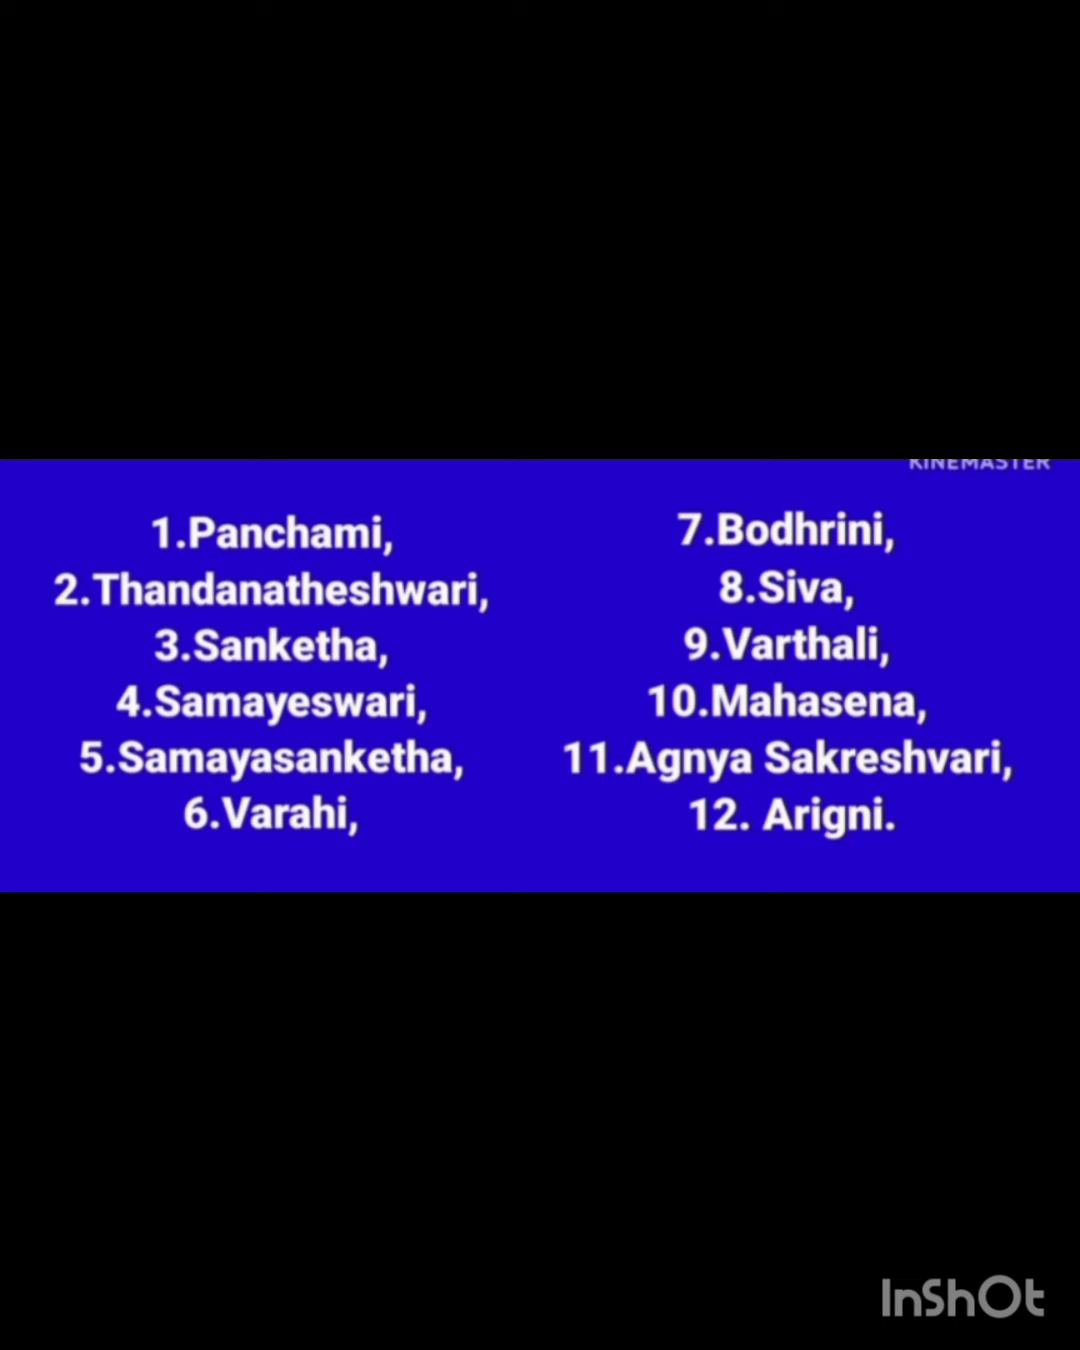 KINEMASTER
1.Panchami,
2.Thandanatheshwari,
3.Sanketha,
4.Samayeswari,
5.Samayasanketha,
6.Varahi,
7.Bodhrini,
8.Siva,
9.Varthali,
10.Mahasena,
11.Agnya Sakreshvari,
12. Arigni.
InShOt